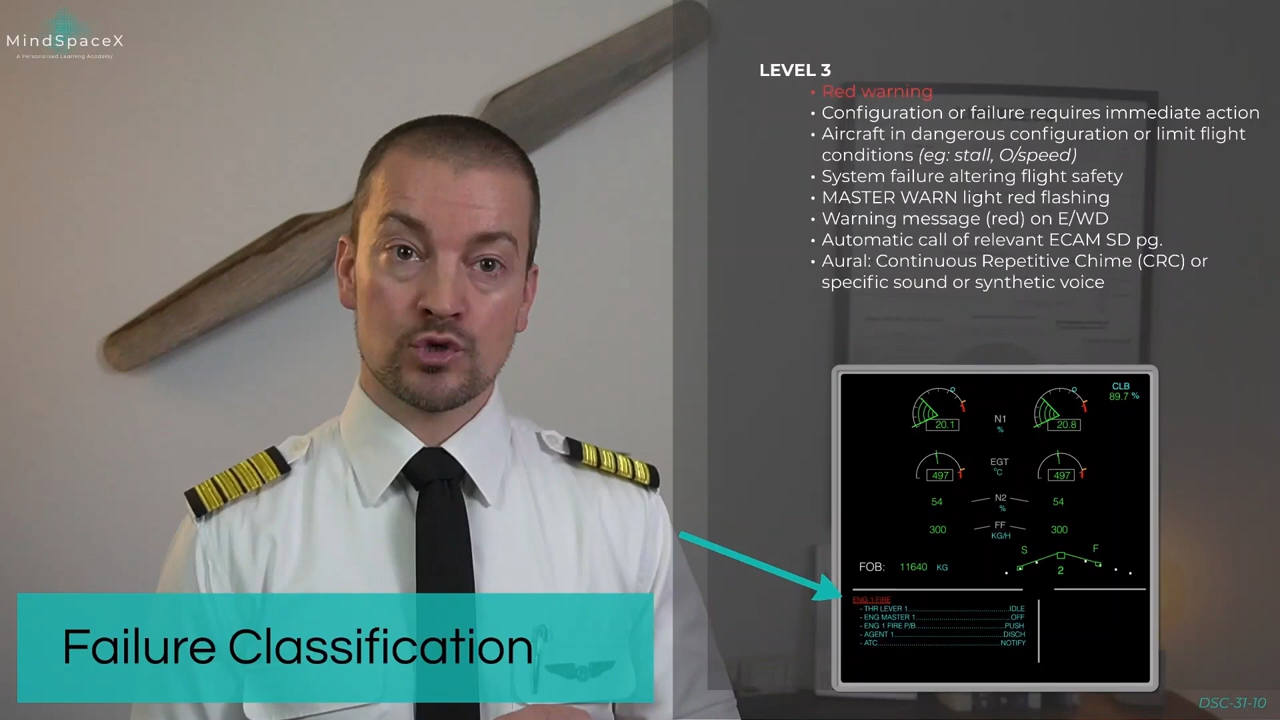 MindSpaceX
A Personalised Learning Academy
LEVEL 3
• Red warning
• Configuration or failure requires immediate action
• Aircraft in dangerous configuration or limit flight
conditions (eg: stall, O/speed)
• System failure altering flight safety
• MASTER WARN light red flashing
• Warning message (red) on E/WD
• Automatic call of relevant ECAM SD pg.
• Aural: Continuous Repetitive Chime (CRC) or
specific sound or synthetic voice
CLB
89.7 %
20.1 N1 % 20.8
497 EGT °C 497
54 N2 % 54
300 FF KG/H 300
S F
FOB: 11640 KG
2
ENG 1 FIRE
- THR LEVER 1..............................IDLE
- ENG MASTER 1..............................OFF
- ENG 1 FIRE P/B..............................PUSH
- AGENT 1..............................DISCH
- ATC..............................NOTIFY
Failure Classification
DSC-31-10